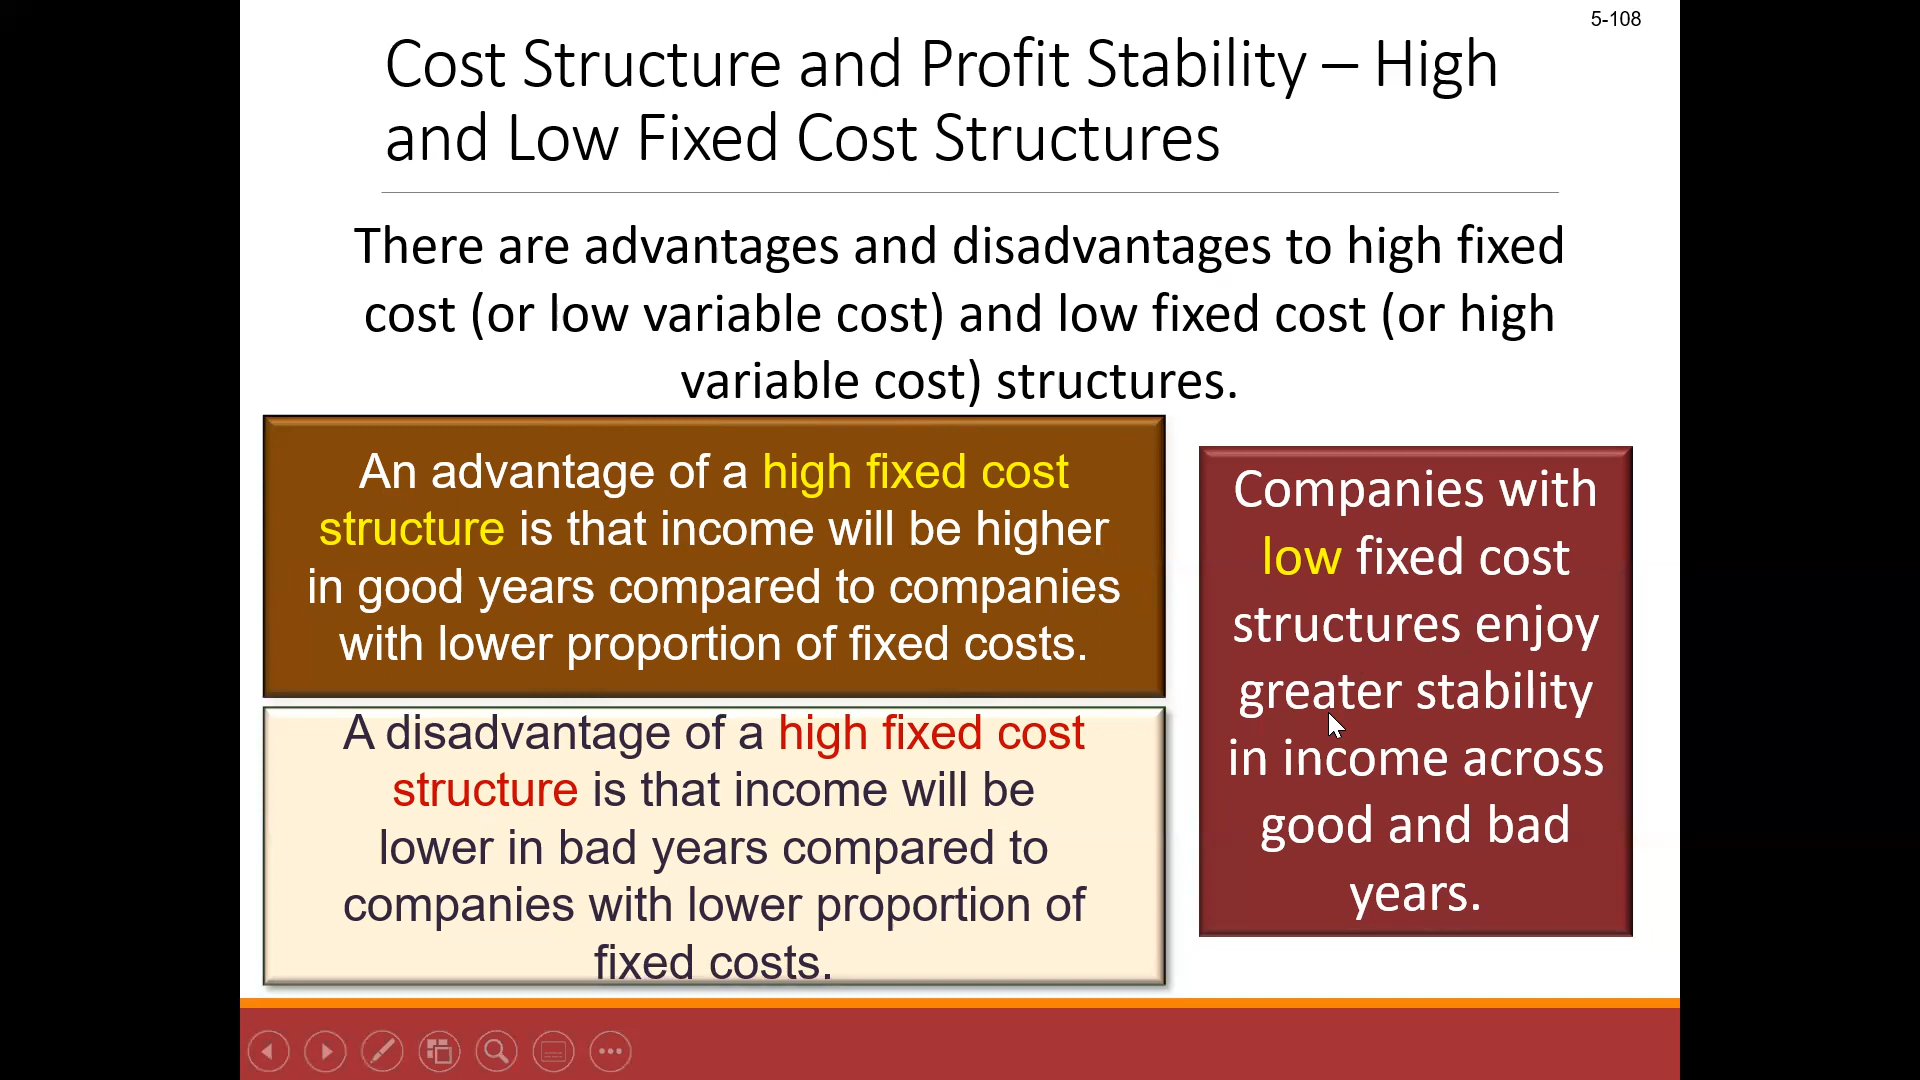 5-108
Cost Structure and Profit Stability – High
and Low Fixed Cost Structures
There are advantages and disadvantages to high fixed
cost (or low variable cost) and low fixed cost (or high
variable cost) structures.
An advantage of a high fixed cost
structure is that income will be higher
in good years compared to companies
with lower proportion of fixed costs.
A disadvantage of a high fixed cost
structure is that income will be
lower in bad years compared to
companies with lower proportion of
fixed costs.
Companies with
low fixed cost
structures enjoy
greater stability
in income across
good and bad
years.